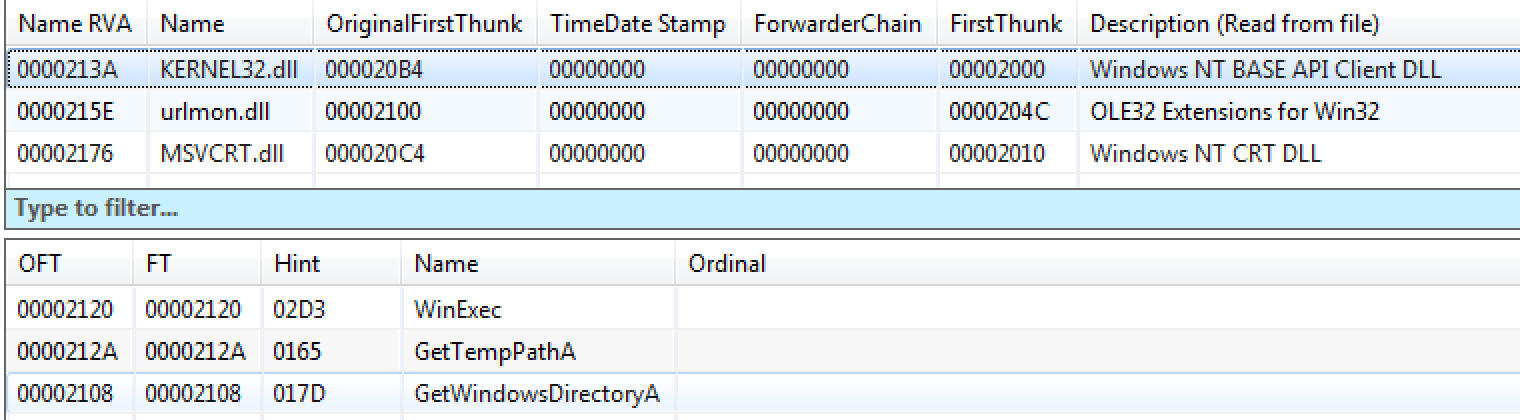 Name RVA Name OriginalFirstThunk TimeDate Stamp ForwarderChain FirstThunk Description (Read from file)
0000213A KERNEL32.dll 000020B4 00000000 00000000 00002000 Windows NT BASE API Client DLL
0000215E urlmon.dll 00002100 00000000 00000000 0000204C OLE32 Extensions for Win32
00002176 MSVCRT.dll 000020C4 00000000 00000000 00002010 Windows NT CRT DLL
Type to filter...
OFT FT Hint Name Ordinal
00002120 00002120 02D3 WinExec
0000212A 0000212A 0165 GetTempPathA
00002108 00002108 017D GetWindowsDirectoryA